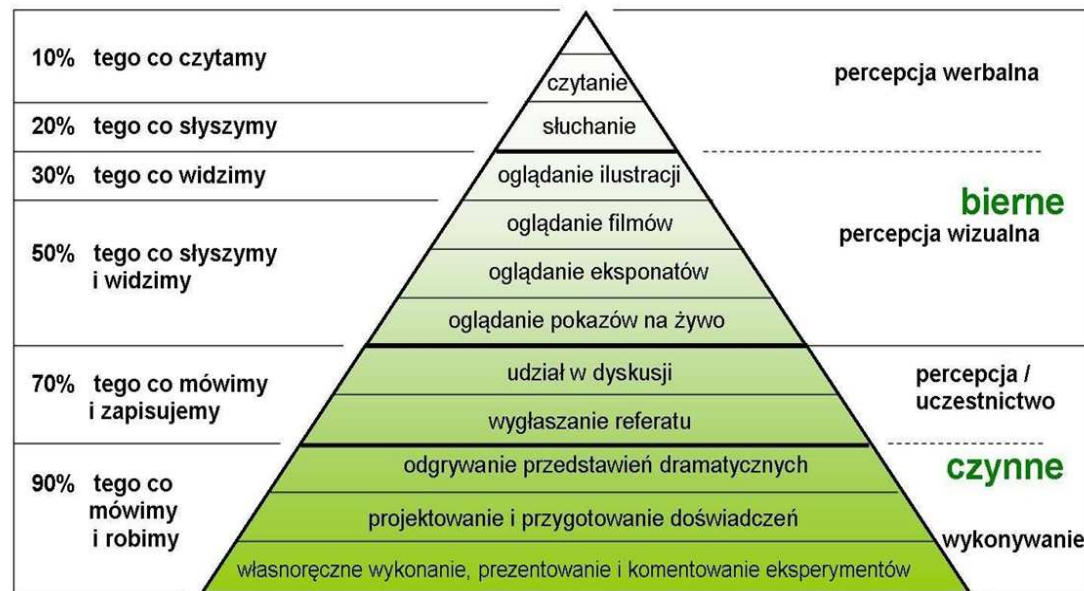 10% tego co czytamy
20% tego co słyszymy
30% tego co widzimy
50% tego co słyszymy
i widzimy
70% tego co mówimy
i zapisujemy
90% tego co
mówimy
i robimy
czytanie
słuchanie
oglądanie ilustracji
oglądanie filmów
oglądanie eksponatów
oglądanie pokazów na żywo
udział w dyskusji
wygłaszanie referatu
odgrywanie przedstawień dramatycznych
projektowanie i przygotowanie doświadczeń
własnoręczne wykonanie, prezentowanie i komentowanie eksperymentów
percepcja werbalna
bierne
percepcja wizualna
percepcja /
uczestnictwo
czynne
wykonywanie